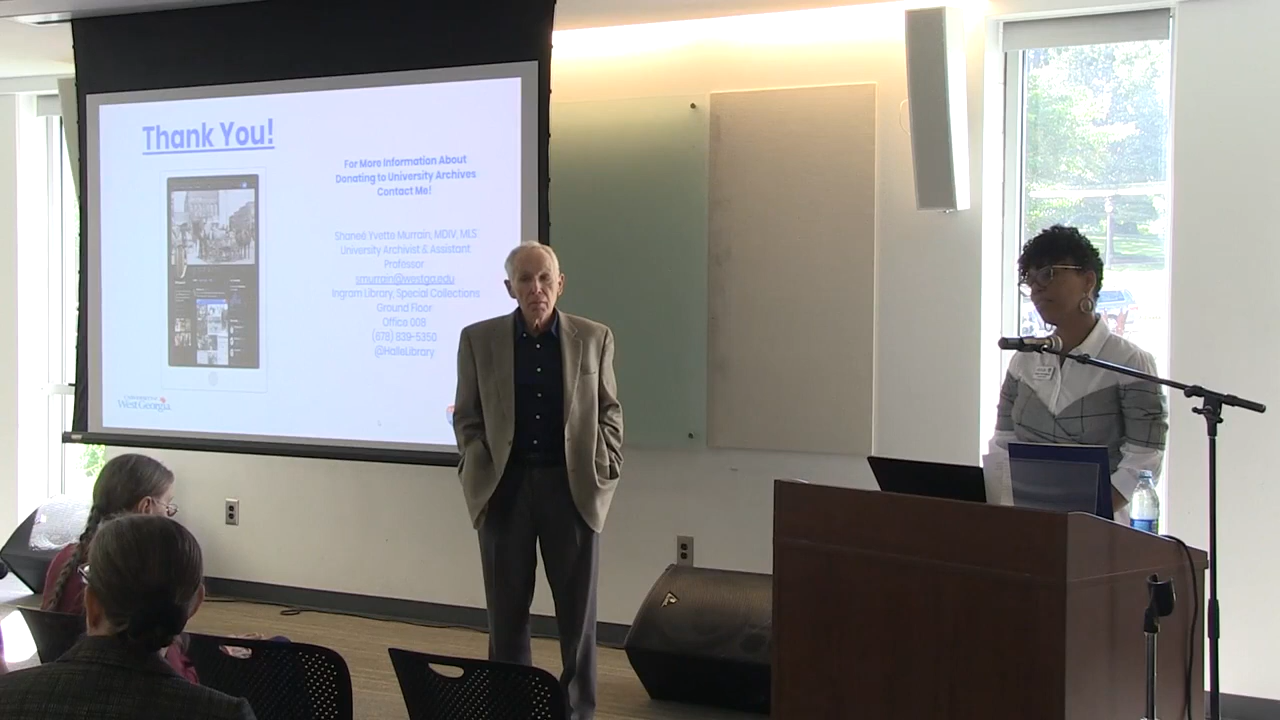 Thank You!
For More Information About
Donating to University Archives
Contact Me!
Shaneé Yvette Murrain, MDIV, MLS
University Archivist & Assistant
Professor
smurrain@westga.edu
Ingram Library, Special Collections
Ground Floor
Office 008
(678) 839-5350
@HalleLibrary
West Georgia